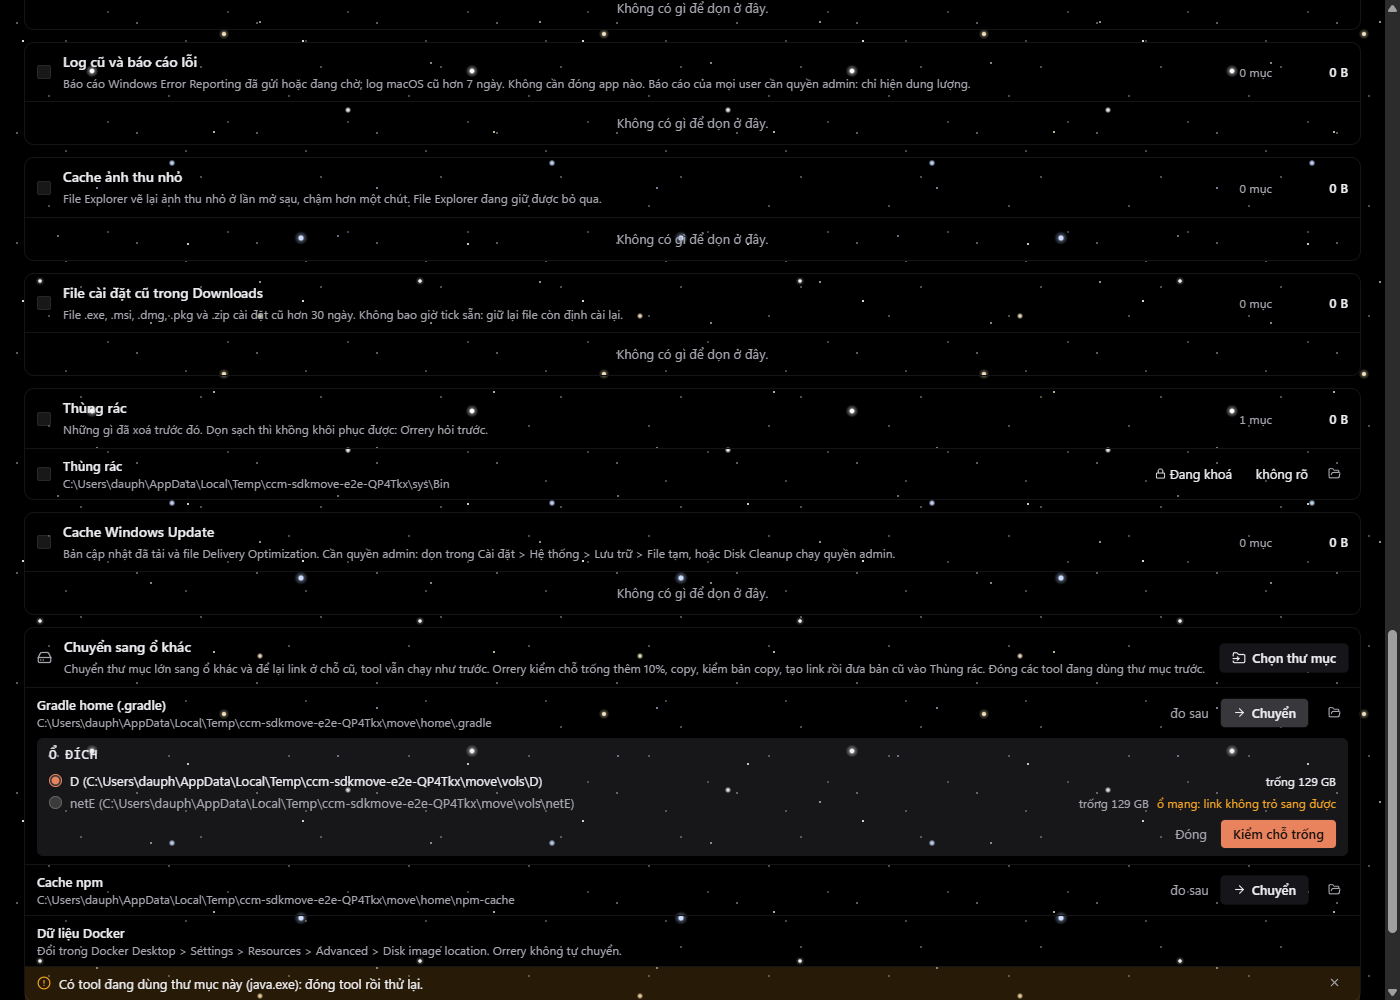 Không có gì để dọn ở đây.
Log cũ và báo cáo lỗi
Báo cáo Windows Error Reporting đã gửi hoặc đang chờ; log macOS cũ hơn 7 ngày. Không cần đóng app nào. Báo cáo của mọi user cần quyền admin: chỉ hiện dung lượng.
0 mục
0 B
Không có gì để dọn ở đây.
Cache ảnh thu nhỏ
File Explorer vẽ lại ảnh thu nhỏ ở lần mở sau, chậm hơn một chút. File Explorer đang giữ được bỏ qua.
0 mục
0 B
Không có gì để dọn ở đây.
File cài đặt cũ trong Downloads
File .exe, .msi, .dmg, .pkg và .zip cài đặt cũ hơn 30 ngày. Không bao giờ tick sẵn: giữ lại file còn định cài lại.
0 mục
0 B
Không có gì để dọn ở đây.
Thùng rác
Những gì đã xoá trước đó. Dọn sạch thì không khôi phục được: Orrery hỏi trước.
1 mục
0 B
Thùng rác
C:\Users\dauph\AppData\Local\Temp\ccm-sdkmove-e2e-QP4Tkx\sys\Bin
Đang khoá
không rõ
Cache Windows Update
Bản cập nhật đã tải và file Delivery Optimization. Cần quyền admin: dọn trong Cài đặt > Hệ thống > Lưu trữ > File tạm, hoặc Disk Cleanup chạy quyền admin.
0 mục
0 B
Không có gì để dọn ở đây.
Chuyển sang ổ khác
Chuyển thư mục lớn sang ổ khác và để lại link ở chỗ cũ, tool vẫn chạy như trước. Orrery kiểm chỗ trống thêm 10%, copy, kiểm bản copy, tạo link rồi đưa bản cũ vào Thùng rác. Đóng các tool đang dùng thư mục trước.
Chọn thư mục
Gradle home (.gradle)
C:\Users\dauph\AppData\Local\Temp\ccm-sdkmove-e2e-QP4Tkx\move\home\.gradle
đo sau
Chuyển
Ổ ĐÍCH
D (C:\Users\dauph\AppData\Local\Temp\ccm-sdkmove-e2e-QP4Tkx\move\vols\D)
trống 129 GB
netE (C:\Users\dauph\AppData\Local\Temp\ccm-sdkmove-e2e-QP4Tkx\move\vols\netE)
trống 129 GB
ổ mạng: link không trỏ sang được
Đóng
Kiểm chỗ trống
Cache npm
C:\Users\dauph\AppData\Local\Temp\ccm-sdkmove-e2e-QP4Tkx\move\home\npm-cache
đo sau
Chuyển
Dữ liệu Docker
Đổi trong Docker Desktop > Settings > Resources > Advanced > Disk image location. Orrery không tự chuyển.
Có tool đang dùng thư mục này (java.exe): đóng tool rồi thử lại.